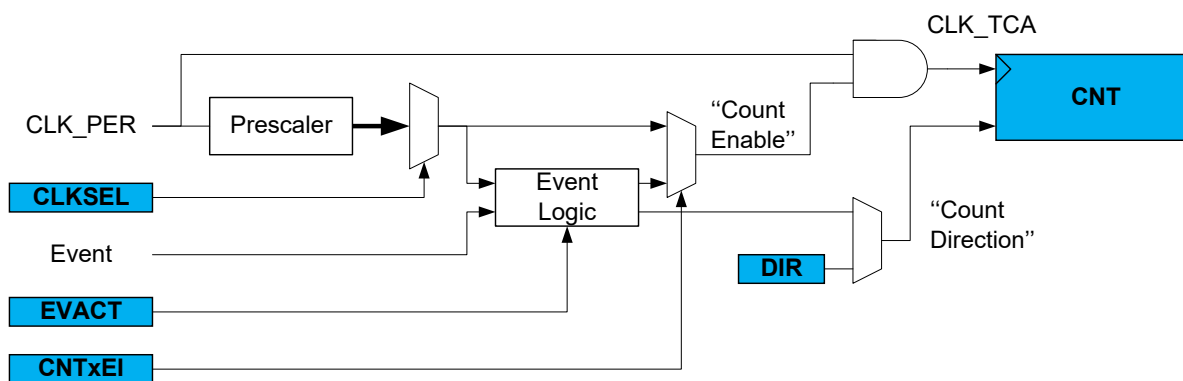 CLK_TCA
CNT
CLK_PER
Prescaler
‘‘Count
Enable’’
CLKSEL
Event
Logic
Event
‘‘Count
Direction’’
DIR
EVACT
CNTxEI